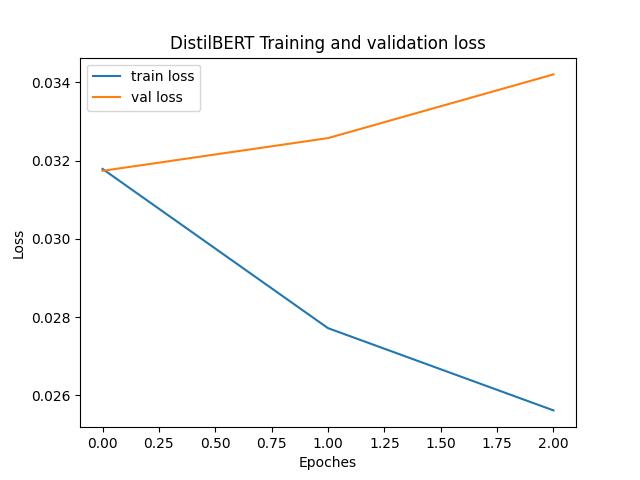 DistilBERT Training and validation loss
train loss
val loss
0.034
0.032
0.030
0.028
0.026
Loss
0.00 0.25 0.50 0.75 1.00 1.25 1.50 1.75 2.00
Epoches